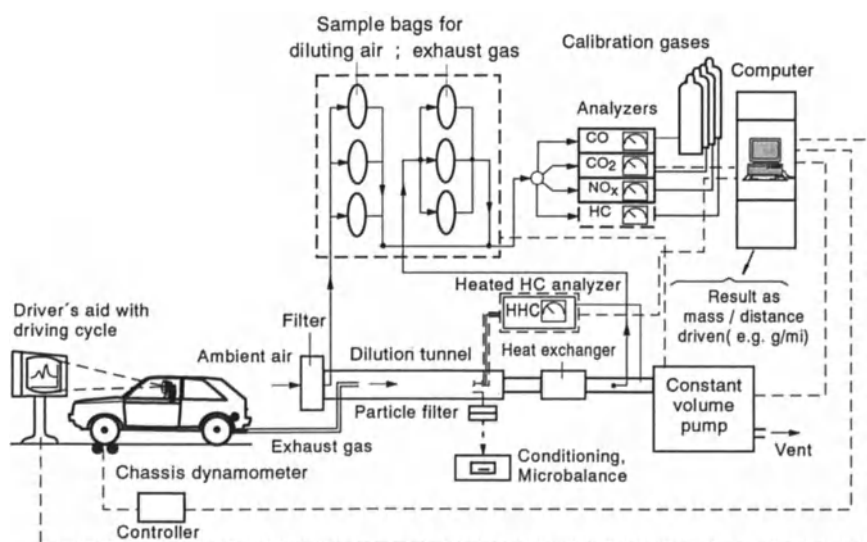 Sample bags for
diluting air ; exhaust gas
Calibration gases
Computer
Analyzers
CO
CO2
NOx
HC
Heated HC analyzer
HHC
Result as
mass / distance
driven( e.g. g/mi)
Driver´s aid with
driving cycle
Filter
Ambient air
Dilution tunnel
Heat exchanger
Particle filter
Exhaust gas
Constant
volume
pump
Vent
Conditioning,
Microbalance
Chassis dynamometer
Controller